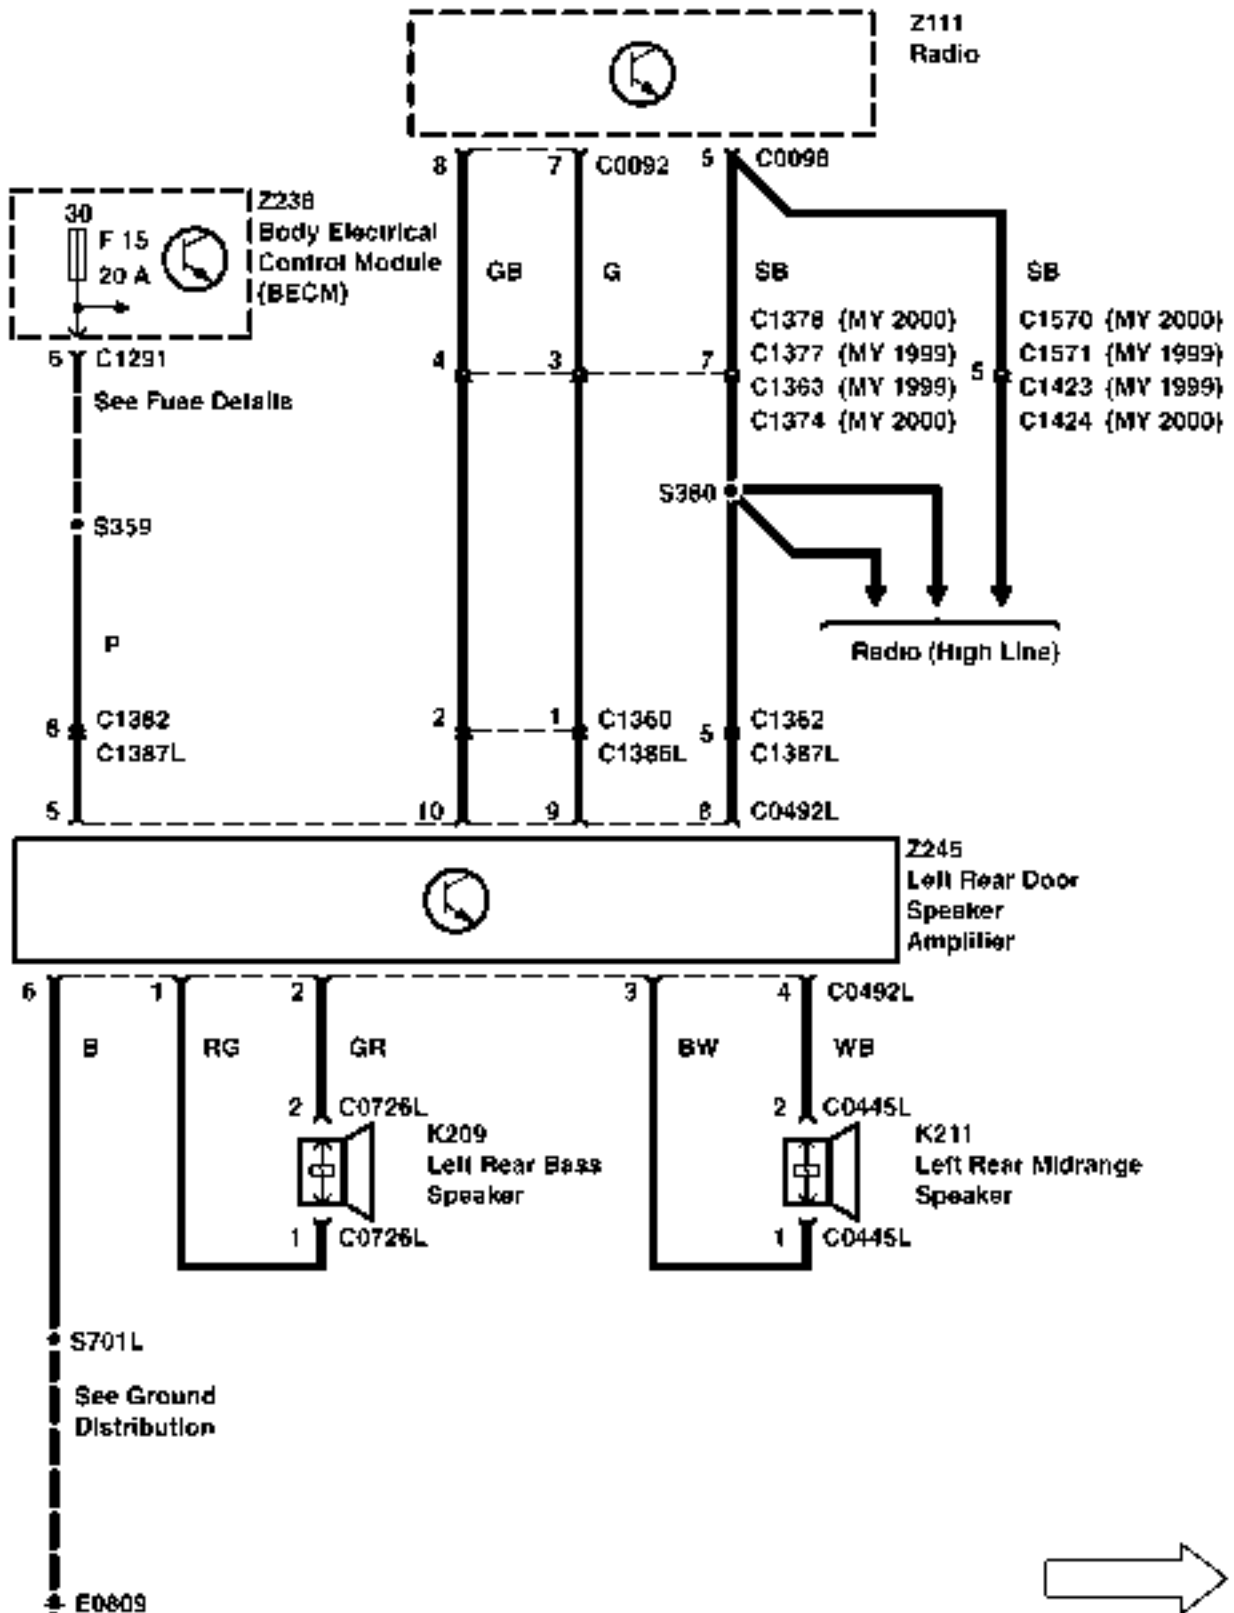 Z111
Radio
8
7
C0092
5
C0098
Z238
Body Electrical
Control Module
(BECM)
30
F 15
20 A
GB
G
SB
SB
C1378 (MY 2000)
C1377 (MY 1999)
C1363 (MY 1999)
C1374 (MY 2000)
C1570 (MY 2000)
C1571 (MY 1999)
C1423 (MY 1999)
C1424 (MY 2000)
6
C1291
4
3
7
5
See Fuse Details
S359
S360
P
Radio (High Line)
6
C1362
C1387L
2
1
C1360
C1386L
5
C1362
C1387L
5
10
9
8
C0492L
Z245
Left Rear Door
Speaker
Amplifier
6
1
2
3
4
C0492L
B
RG
GR
BW
WB
2
C0726L
K209
Left Rear Bass
Speaker
1
C0726L
2
C0445L
K211
Left Rear Midrange
Speaker
1
C0445L
S701L
See Ground
Distribution
E0809